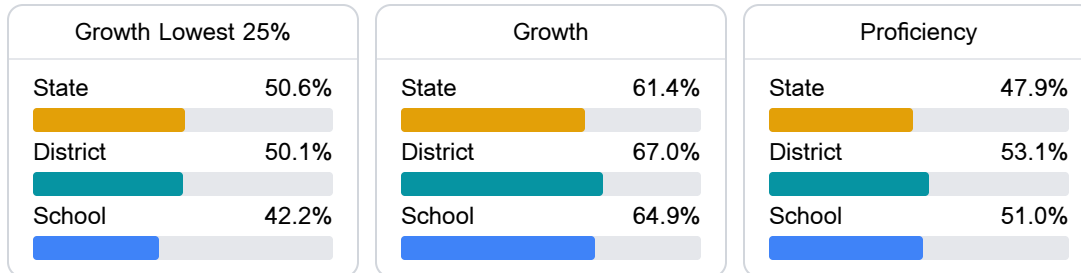 Growth Lowest 25%
State 50.6%
District 50.1%
School 42.2%
Growth
State 61.4%
District 67.0%
School 64.9%
Proficiency
State 47.9%
District 53.1%
School 51.0%